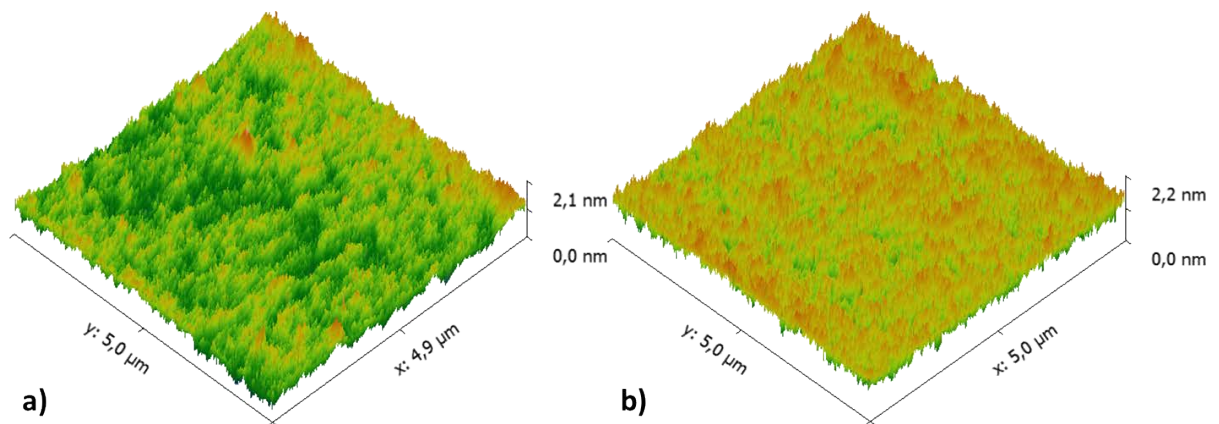 2,1 nm
0,0 nm
y: 5,0 µm
x: 4,9 µm
a)
2,2 nm
0,0 nm
y: 5,0 µm
x: 5,0 µm
b)